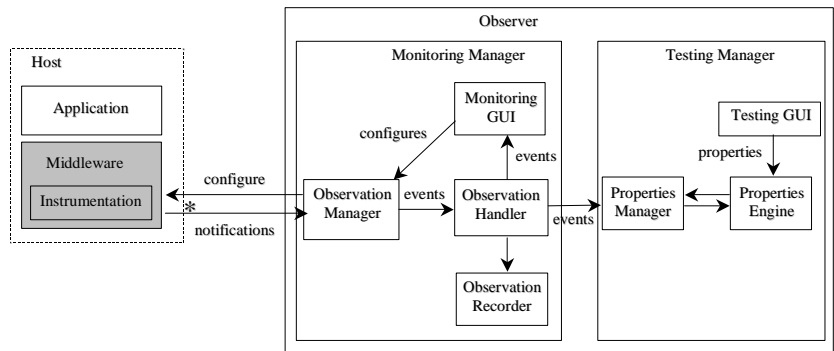 Observer
Host
Application
Middleware
Instrumentation
configure
*
notifications
Monitoring Manager
Monitoring
GUI
configures
events
Observation
Manager
events
Observation
Handler
Observation
Recorder
events
Testing Manager
Testing GUI
properties
Properties
Manager
Properties
Engine